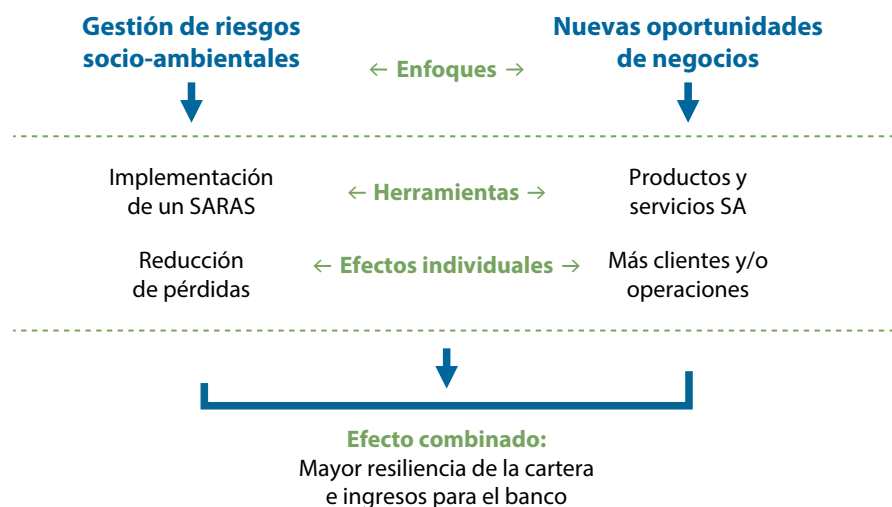 Gestión de riesgos
socio-ambientales
← Enfoques →
Nuevas oportunidades
de negocios
Implementación
de un SARAS
← Herramientas →
Productos y
servicios SA
Reducción
de pérdidas
← Efectos individuales →
Más clientes y/o
operaciones
Efecto combinado:
Mayor resiliencia de la cartera
e ingresos para el banco